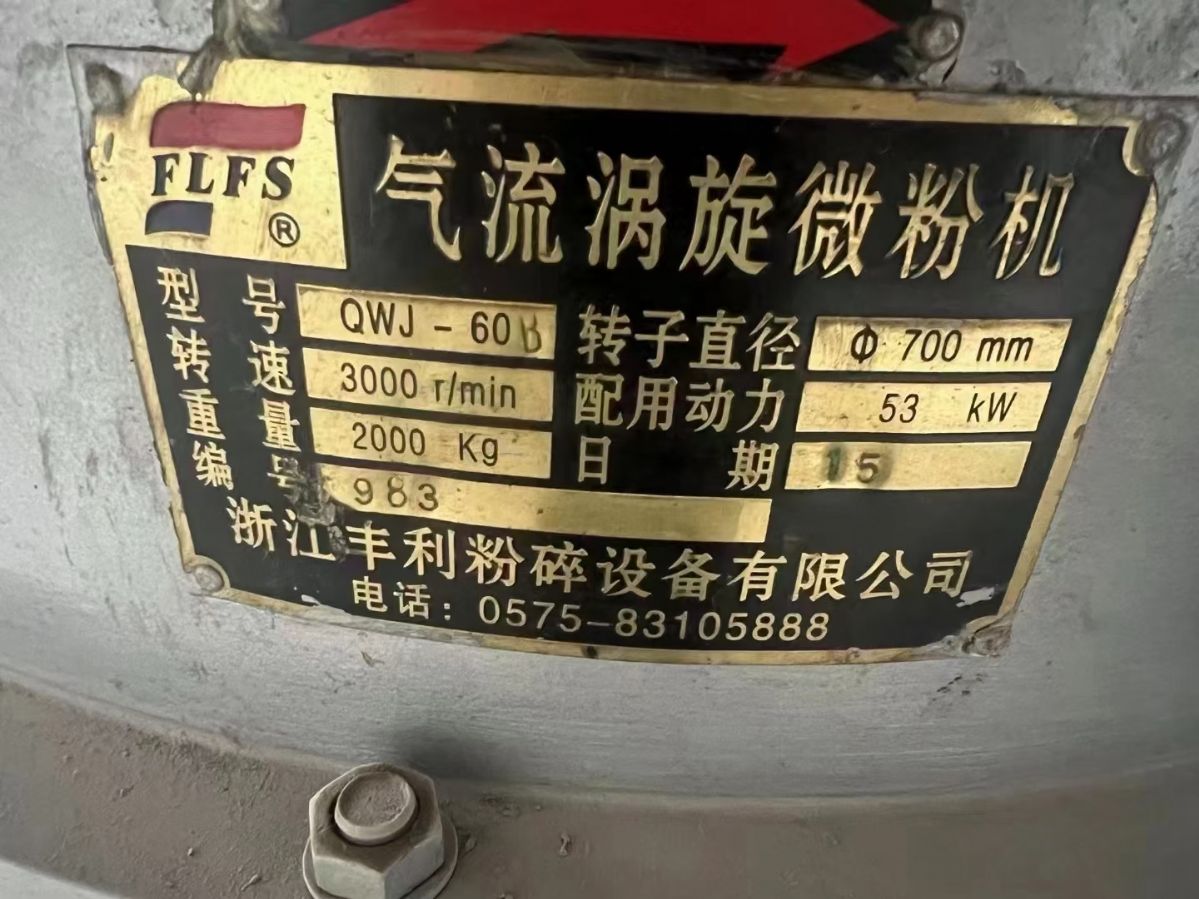 FLFS
®
气流涡旋微粉机
型号 QWJ - 60B 转子直径 Φ 700 mm
转速 3000 r/min 配用动力 53 kW
重量 2000 Kg 日期 15
编号 983
浙江丰利粉碎设备有限公司
电话：0575-83105888